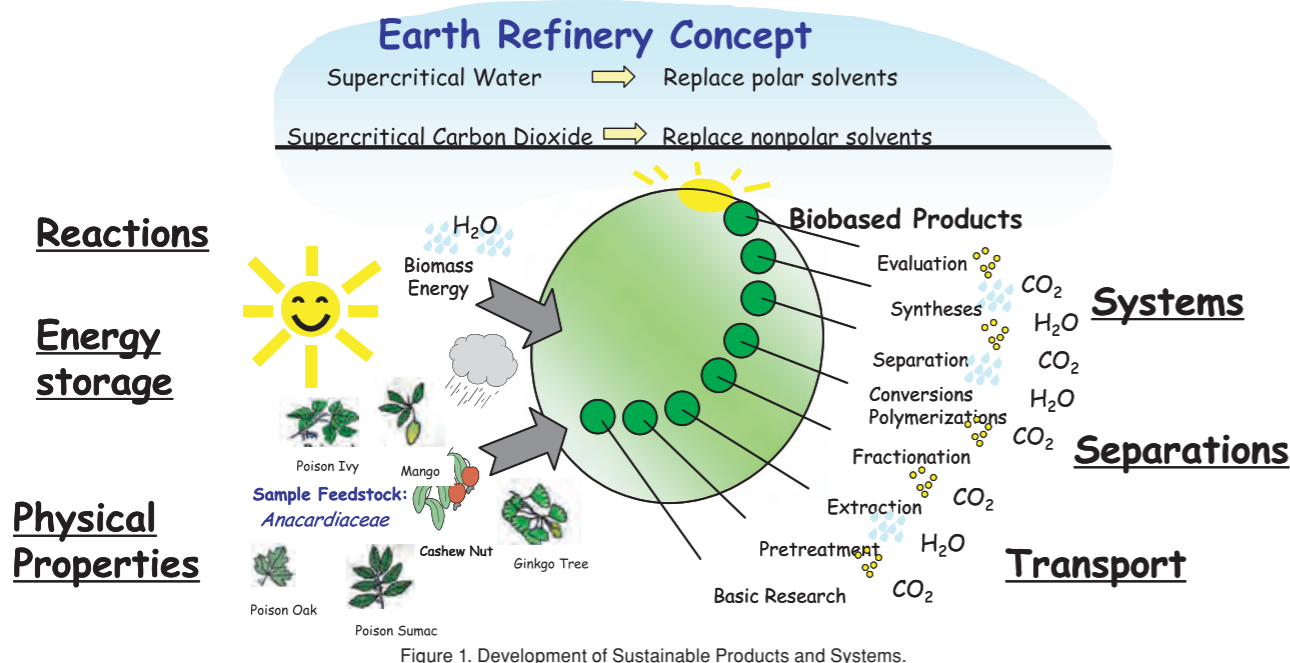 Earth Refinery Concept
Supercritical Water Replace polar solvents
Supercritical Carbon Dioxide Replace nonpolar solvents
Reactions
Energy
storage
Physical
Properties
H₂O
Biomass
Energy
Poison Ivy
Mango
Sample Feedstock:
Anacardiaceae
Cashew Nut
Ginkgo Tree
Poison Oak
Poison Sumac
Biobased Products
Evaluation
CO₂
Syntheses
H₂O
Separation
CO₂
Conversions
Polymerizations
H₂O
CO₂
Fractionation
CO₂
Extraction
H₂O
Pretreatment
CO₂
Basic Research
Systems
Separations
Transport
Figure 1. Development of Sustainable Products and Systems.